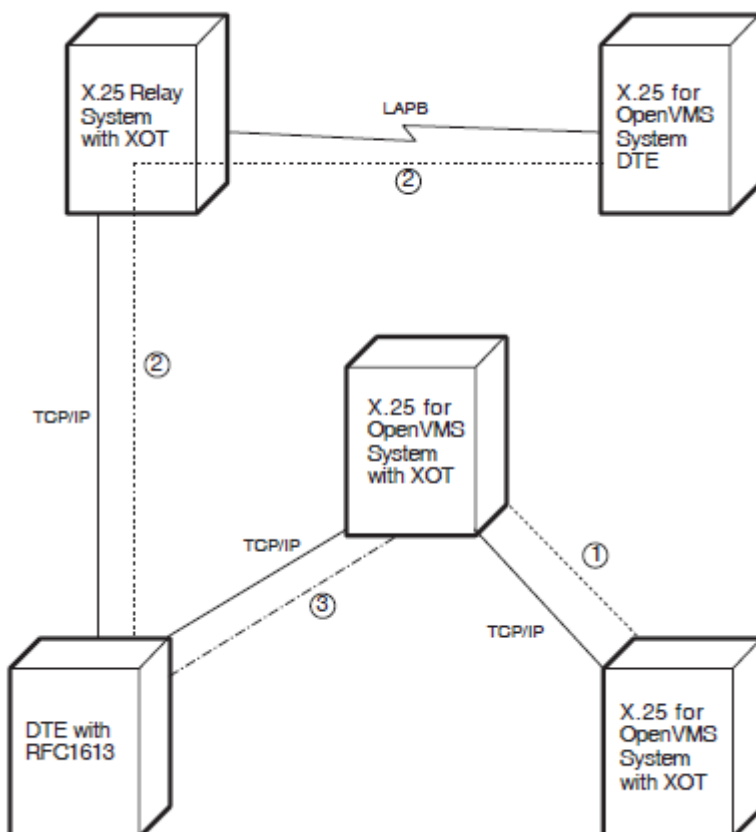 X.25 Relay
System
with XOT
LAPB
X.25 for
OpenVMS
System
DTE
②
②
TCP/IP
X.25 for
OpenVMS
System
with XOT
TCP/IP
③
①
TCP/IP
DTE with
RFC1613
X.25 for
OpenVMS
System
with XOT